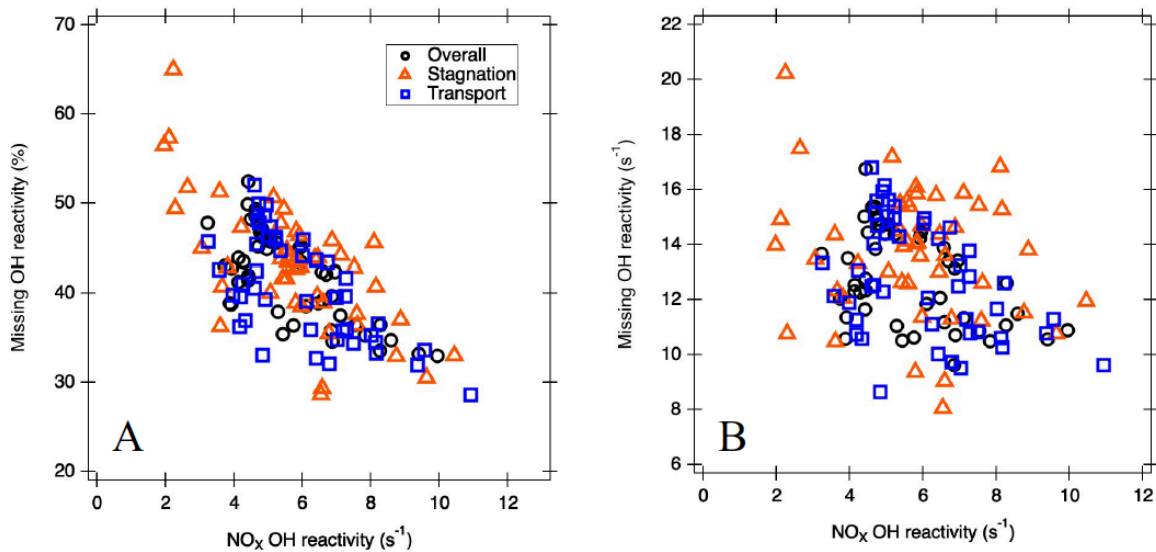 70
60
50
40
30
20
Missing OH reactivity (%)
Overall
Stagnation
Transport
A
0 2 4 6 8 10 12
NOX OH reactivity (s⁻¹)
22
20
18
16
14
12
10
8
6
Missing OH reactivity (s⁻¹)
B
0 2 4 6 8 10 12
NOX OH reactivity (s⁻¹)